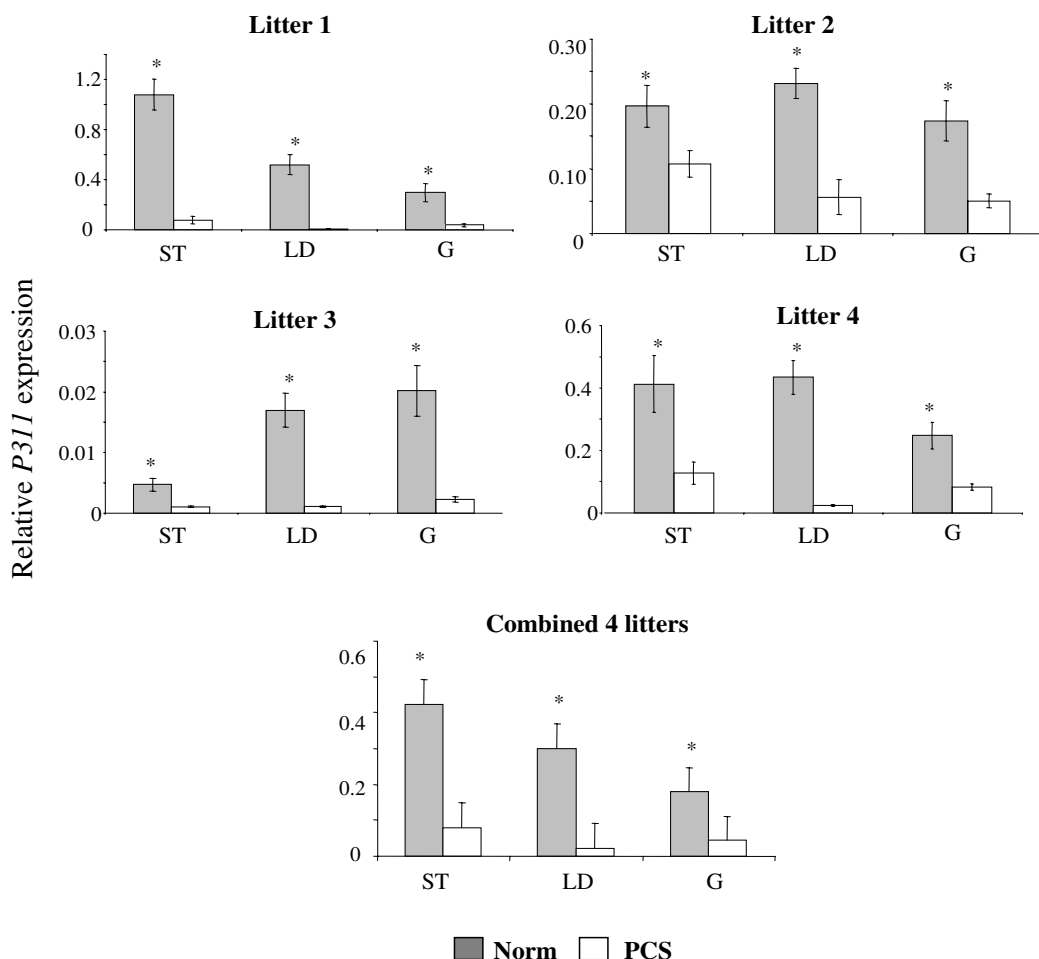 Litter 1
1.2
0.8
0.4
0
* * *
ST LD G
Litter 2
0.30
0.20
0.10
0
* * *
ST LD G
Relative P311 expression
Litter 3
0.03
0.02
0.01
0
* * *
ST LD G
Litter 4
0.6
0.4
0.2
0
* * *
ST LD G
Combined 4 litters
0.6
0.4
0.2
0
* * *
ST LD G
Norm PCS